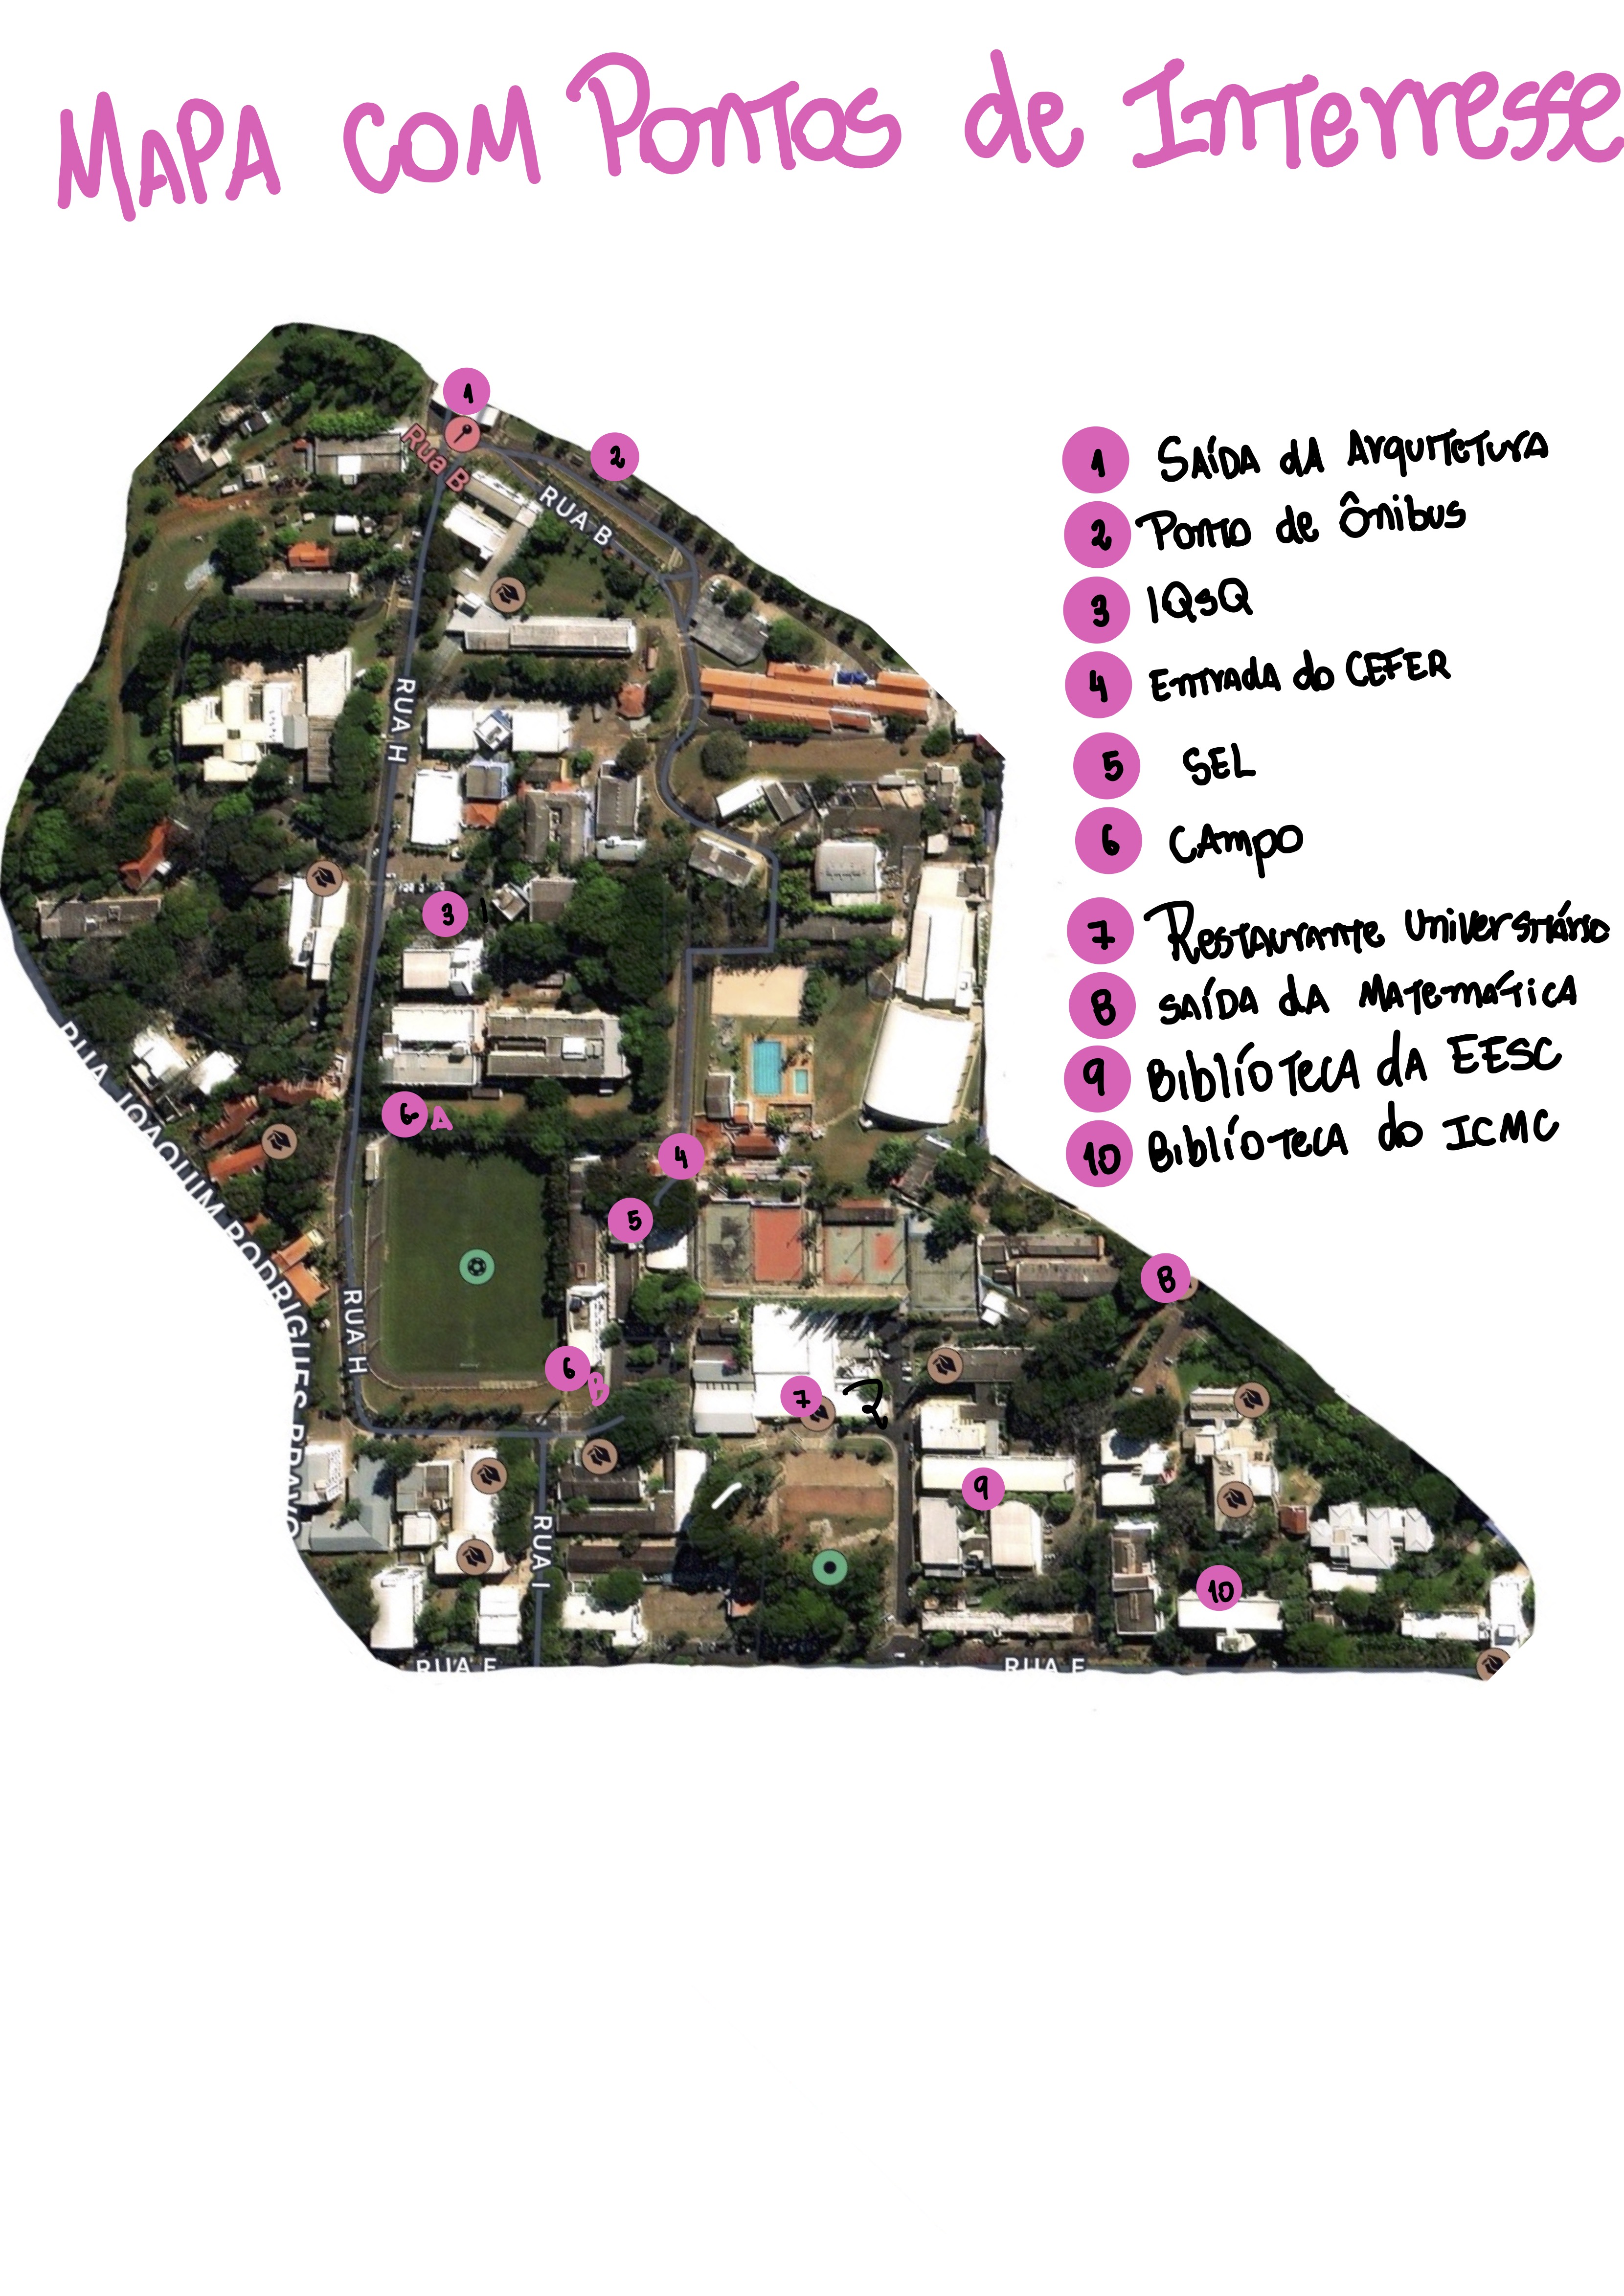 MAPA COM Pontos de Interresse
1 SAÍDA dA ArquiTeTurA
2 Ponto de Ônibus
3 IQsQ
4 EnTrAdA do CEFER
5 SEL
6 CAmpo
7 RESTAurAnTe UniversiTário
8 SAÍDA dA MATemáTicA
9 BiblíoTecA dA EESC
10 BiblíoTecA do ICMC
1
Rua B
2
RUA B
RUA H
3
RUA JOAQUIM RODRIGUES BRAVO
6 A
4
5
8
RUA H
6 B
7
2
9
RUA I
10
RUA E
RUA E